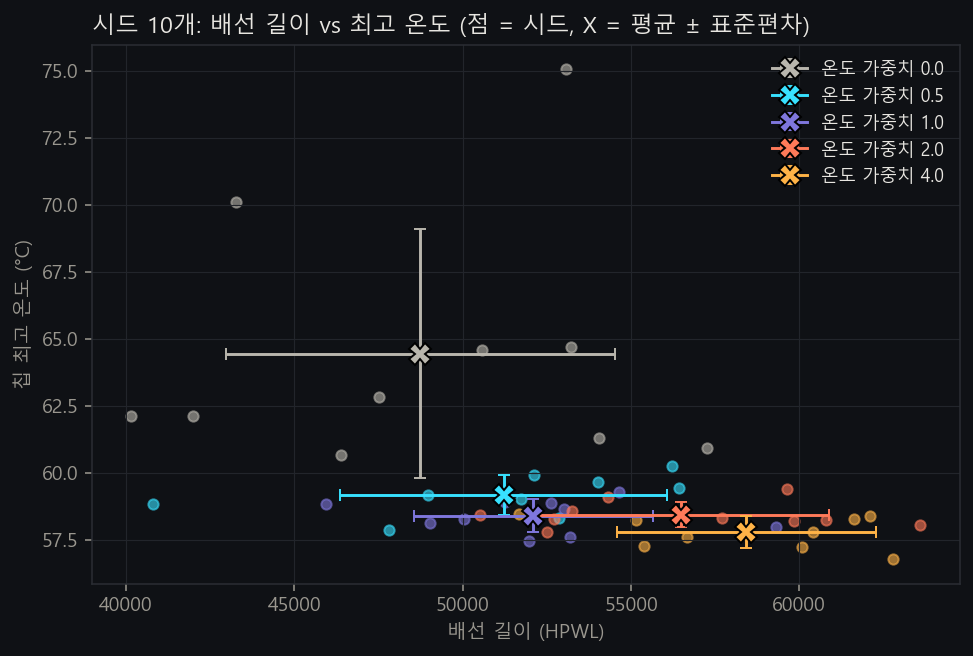 시드 10개: 배선 길이 vs 최고 온도 (점 = 시드, X = 평균 ± 표준편차)
온도 가중치 0.0
온도 가중치 0.5
온도 가중치 1.0
온도 가중치 2.0
온도 가중치 4.0
칩 최고 온도 (°C)
75.0
72.5
70.0
67.5
65.0
62.5
60.0
57.5
40000 45000 50000 55000 60000
배선 길이 (HPWL)